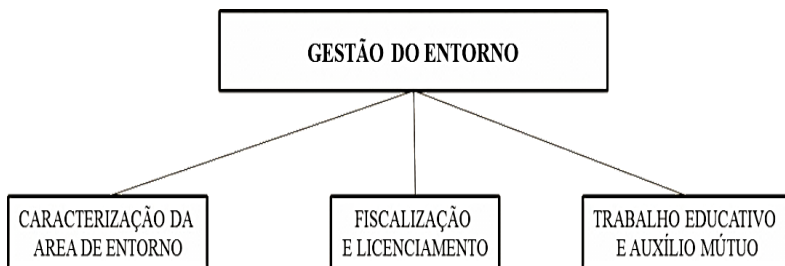 GESTÃO DO ENTORNO
CARACTERIZAÇÃO DA
AREA DE ENTORNO
FISCALIZAÇÃO
E LICENCIAMENTO
TRABALHO EDUCATIVO
E AUXÍLIO MÚTUO